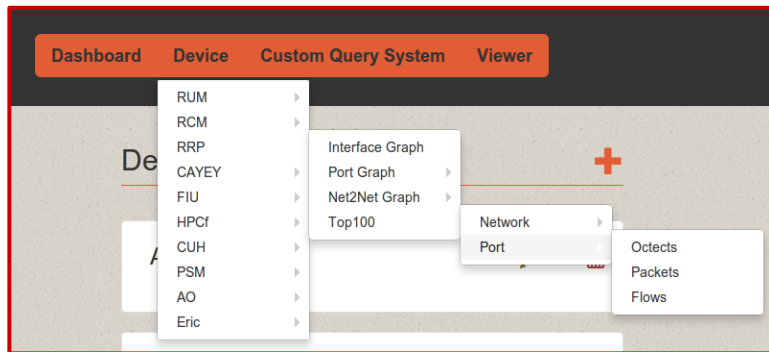 Dashboard Device Custom Query System Viewer
RUM
RCM
RRP
CAYEY
FIU
HPCf
CUH
PSM
AO
Eric
De
A
Interface Graph
Port Graph
Net2Net Graph
Top100
Network
Port
Octects
Packets
Flows